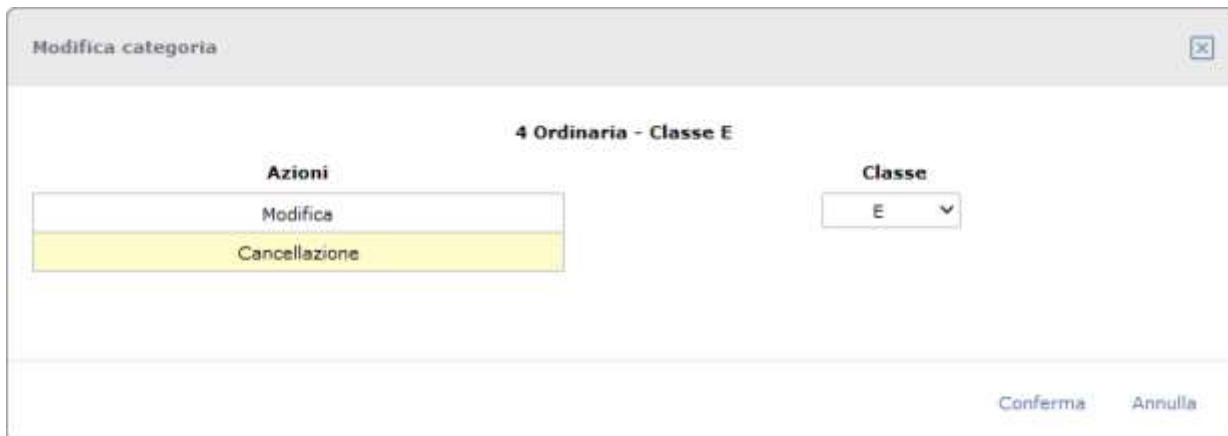 Modifica categoria
4 Ordinaria - Classe E
Azioni
Classe
Modifica
E
Cancellazione
Conferma
Annulla